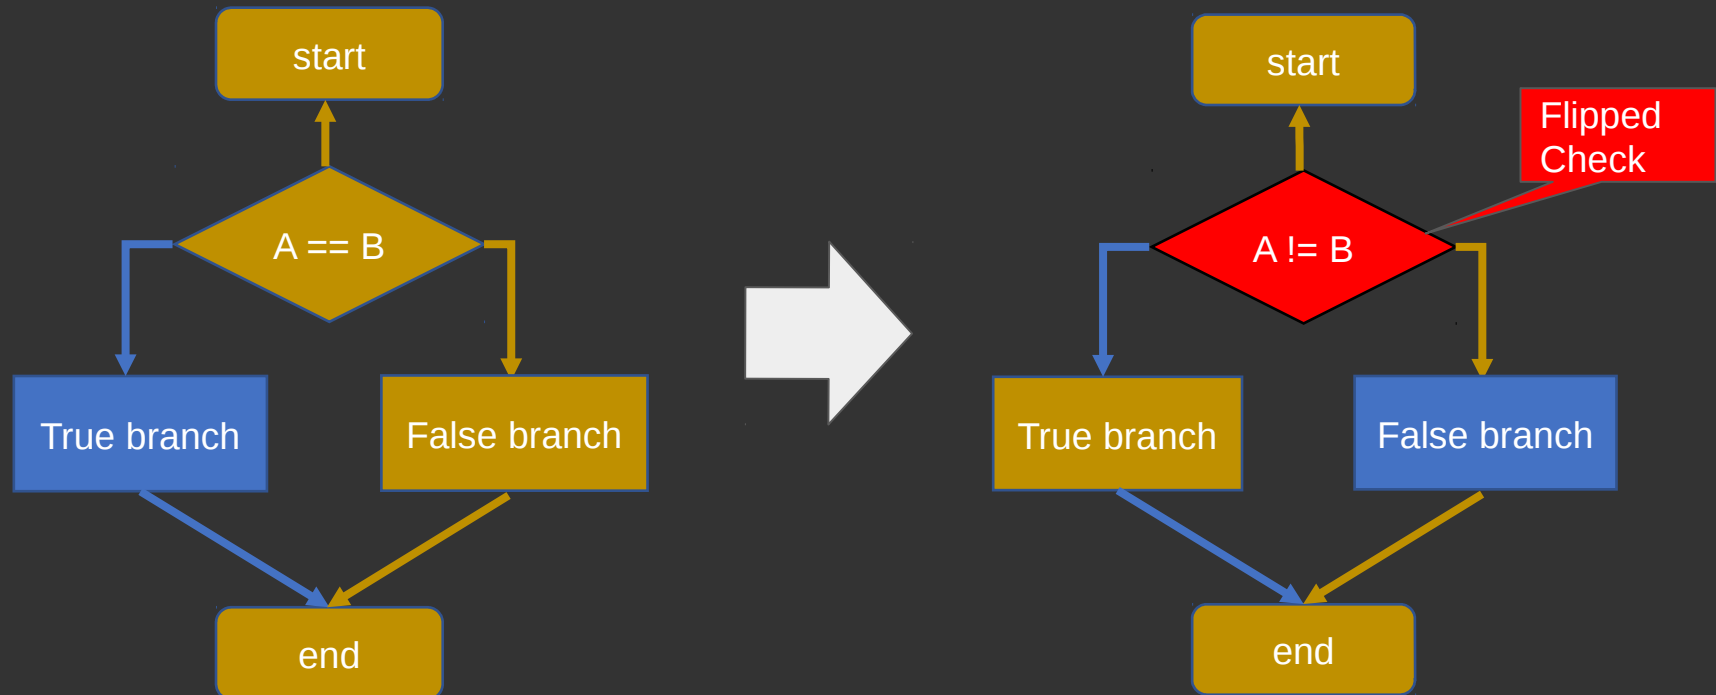 start
A == B
True branch
False branch
end
start
Flipped
Check
A != B
True branch
False branch
end